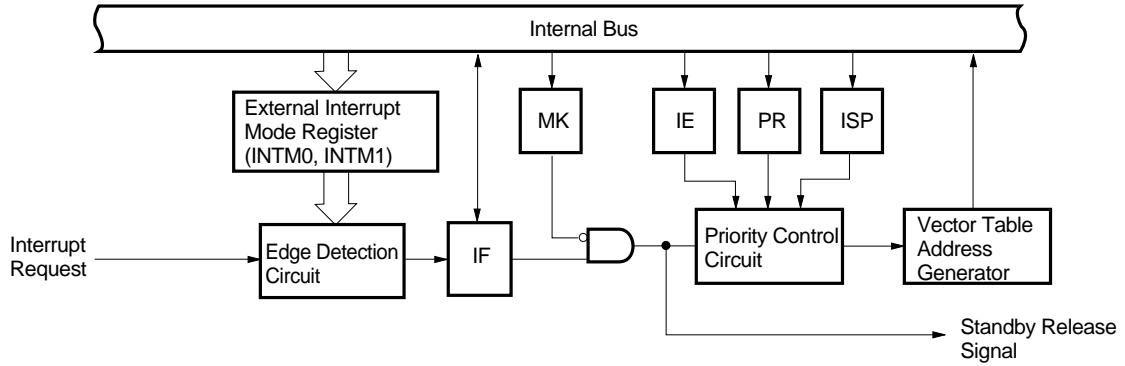 Internal Bus
External Interrupt
Mode Register
(INTM0, INTM1)
MK
IE
PR
ISP
Interrupt
Request
Edge Detection
Circuit
IF
Priority Control
Circuit
Vector Table
Address
Generator
Standby Release
Signal